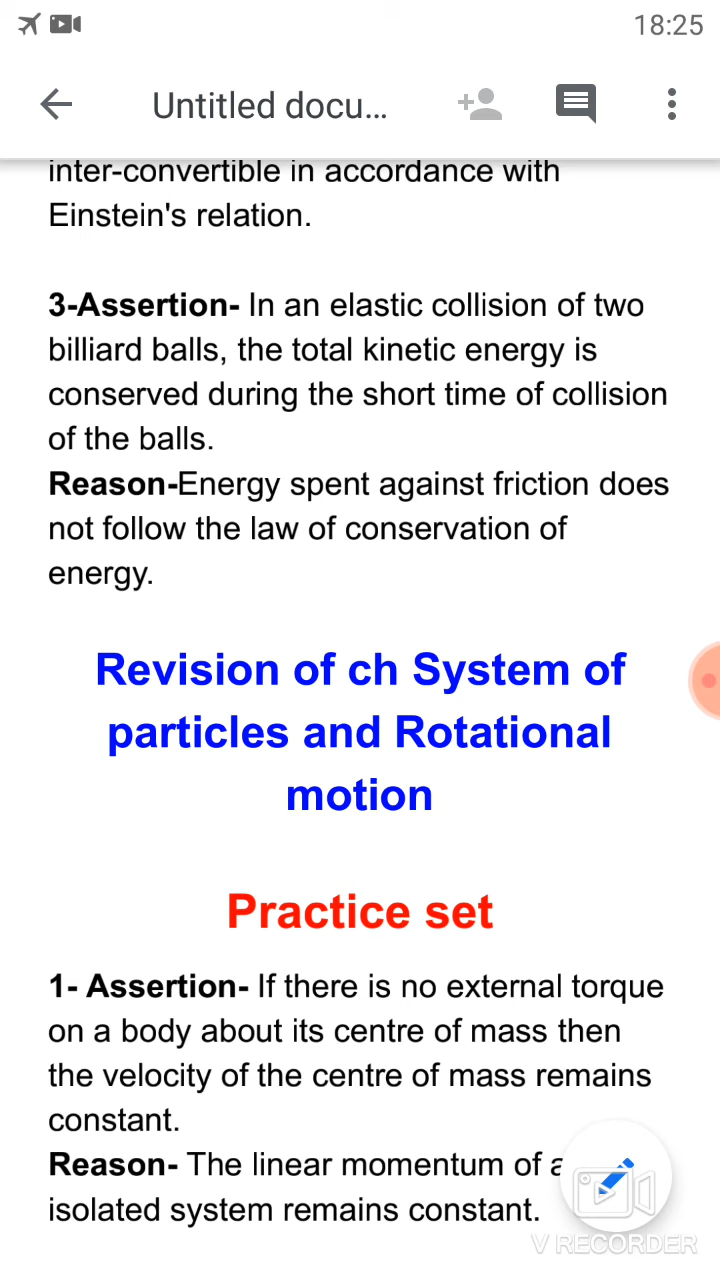 18:25
Untitled docu...
inter-convertible in accordance with
Einstein's relation.
3-Assertion- In an elastic collision of two
billiard balls, the total kinetic energy is
conserved during the short time of collision
of the balls.
Reason-Energy spent against friction does
not follow the law of conservation of
energy.
Revision of ch System of
particles and Rotational
motion
Practice set
1- Assertion- If there is no external torque
on a body about its centre of mass then
the velocity of the centre of mass remains
constant.
Reason- The linear momentum of
isolated system remains constant.
V RECORDER